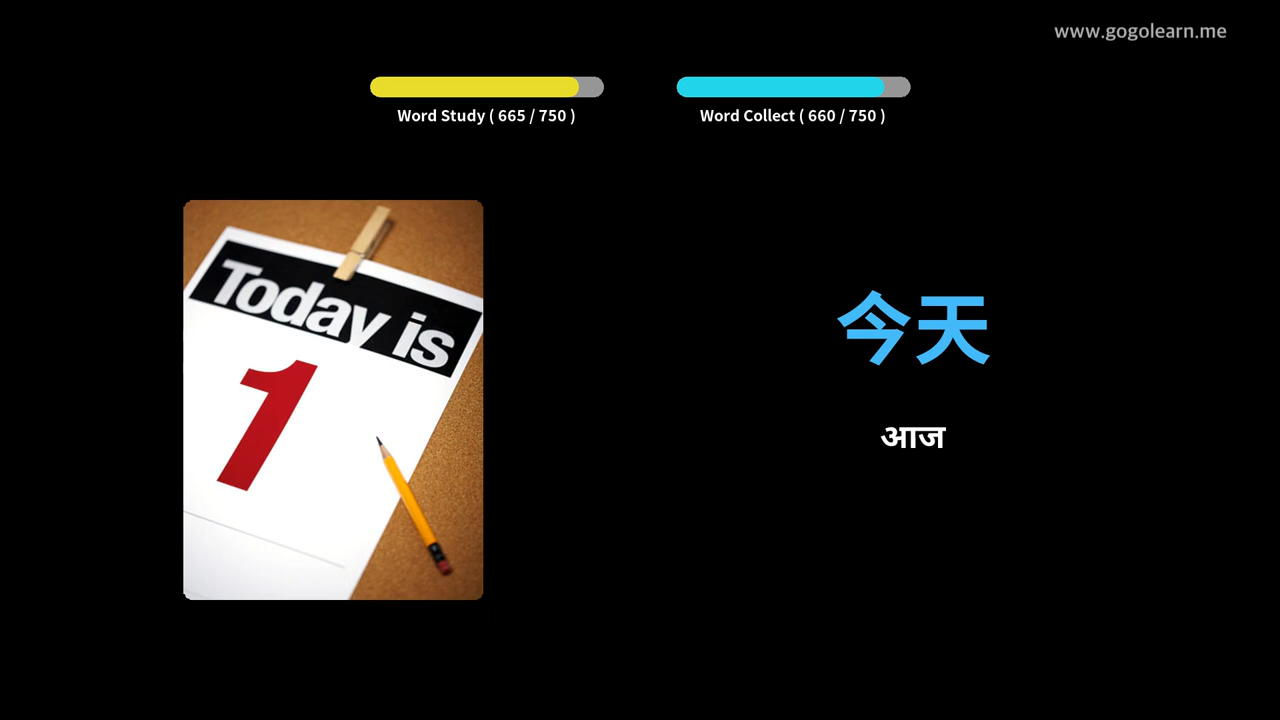 www.gogolearn.me
Word Study ( 665 / 750 )
Word Collect ( 660 / 750 )
Today is
1
今天
आज